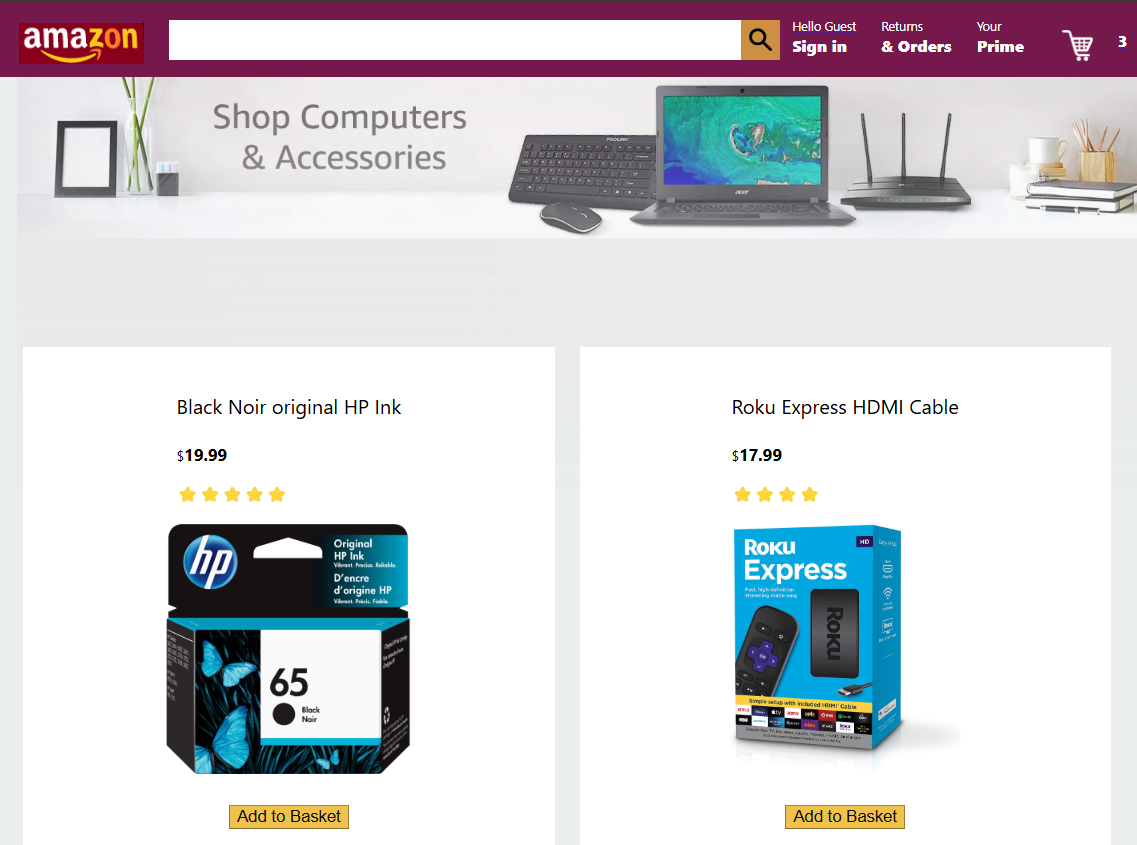 amazon
Hello Guest
Sign in
Returns
& Orders
Your
Prime
3
Shop Computers
& Accessories
PROLINK
acer
Black Noir original HP Ink
$19.99
hp
Original
HP Ink
Vibrant. Precise. Reliable.
D'encre
d'origine HP
Vibrant. Précis. Fiable.
65
Black
Noir
Add to Basket
Roku Express HDMI Cable
$17.99
Roku
Express
HD
Fast, high definition
streaming made easy
ROKU
Simple setup with included HDMI® Cable
Add to Basket